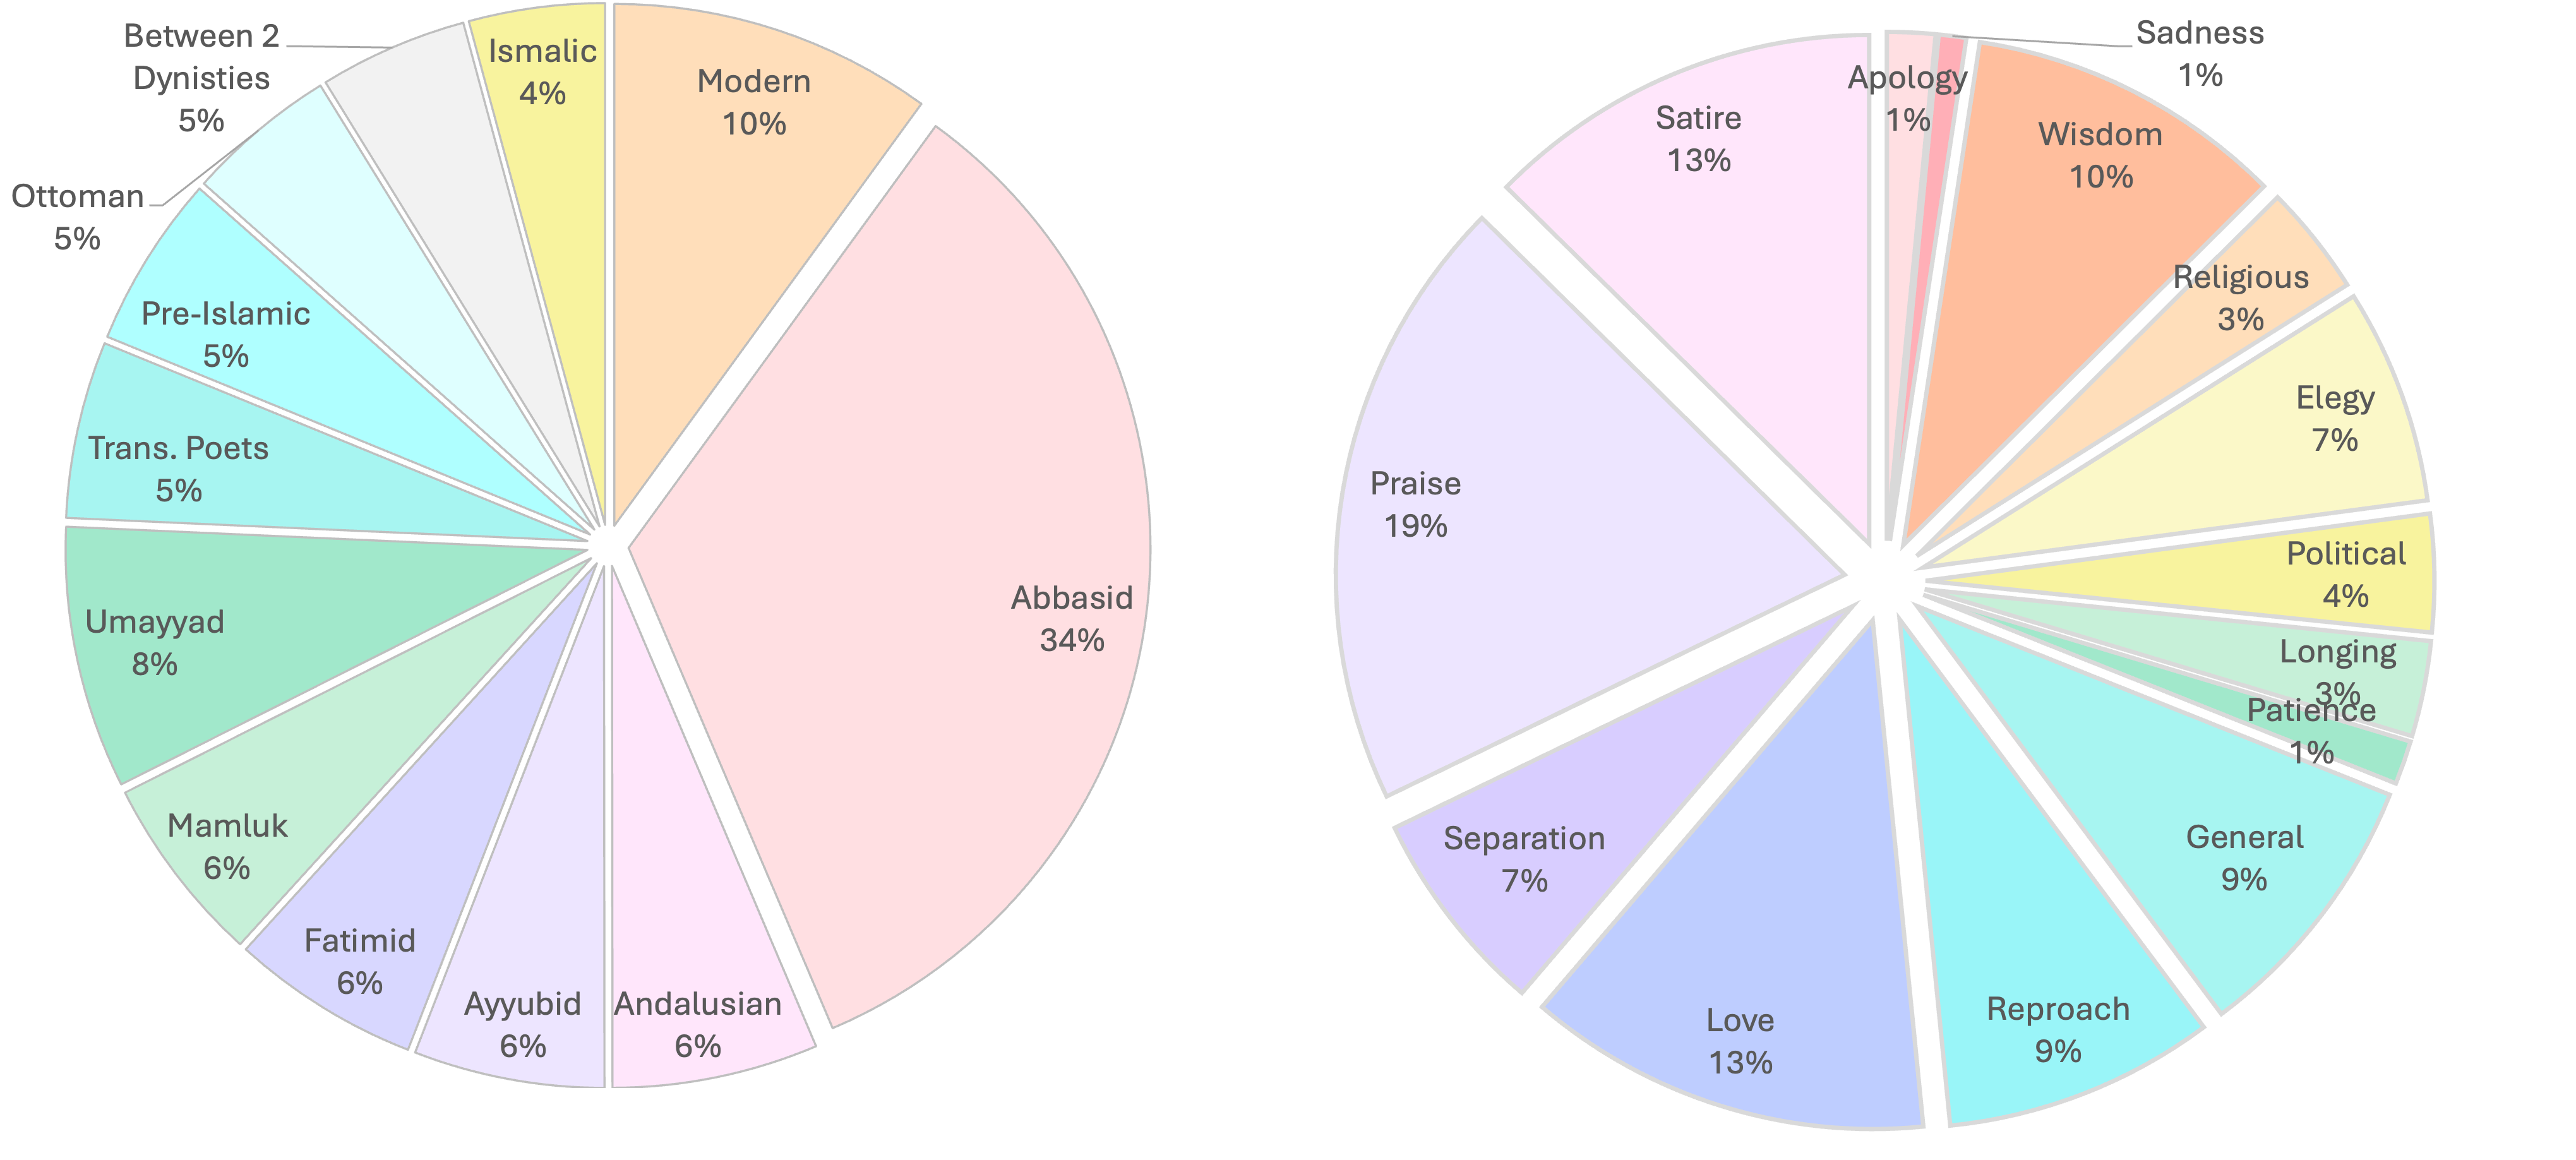 Between 2
Dynisties
5%
Ismalic
4%
Modern
10%
Ottoman
5%
Pre-Islamic
5%
Trans. Poets
5%
Umayyad
8%
Mamluk
6%
Fatimid
6%
Ayyubid
6%
Andalusian
6%
Abbasid
34%
Sadness
1%
Apology
1%
Wisdom
10%
Religious
3%
Elegy
7%
Political
4%
Longing
3%
Patience
1%
General
9%
Reproach
9%
Love
13%
Separation
7%
Praise
19%
Satire
13%